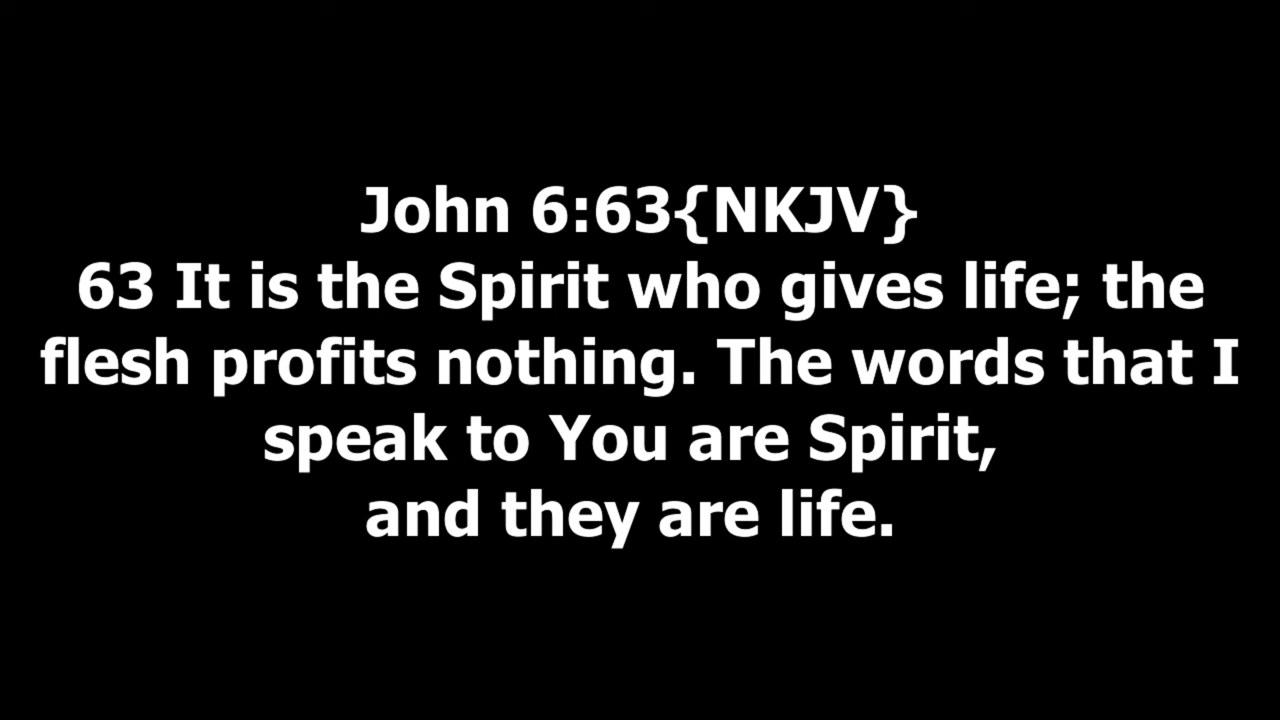 John 6:63{NKJV}
63 It is the Spirit who gives life; the
flesh profits nothing. The words that I
speak to You are Spirit,
and they are life.